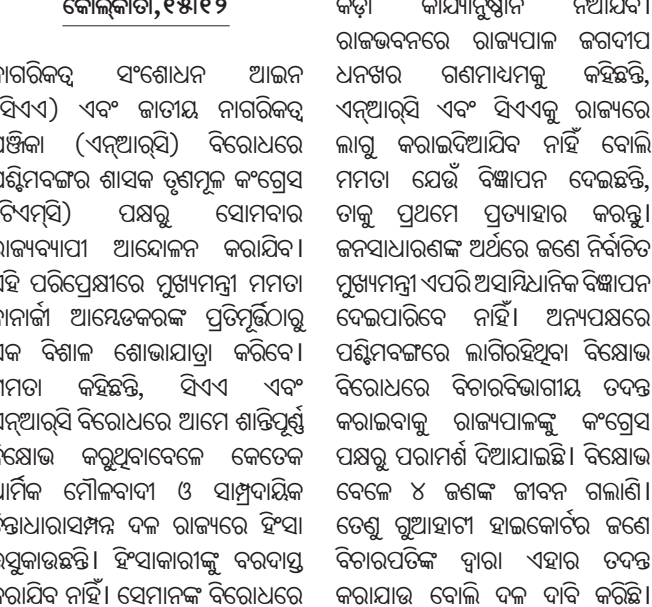 କୋଲ୍‌କାତା,୧୫।୧୨
ନାଗରିକତ୍ୱ ସଂଶୋଧନ ଆଇନ
(ସିଏଏ) ଏବଂ ଜାତୀୟ ନାଗରିକତ୍ୱ
ପଞ୍ଜିକା (ଏନ୍‌ଆର୍‌ସି) ବିରୋଧରେ
ପଶ୍ଚିମବଙ୍ଗର ଶାସକ ତୃଣମୂଳ କଂଗ୍ରେସ
(ଟିଏମ୍‌ସି) ପକ୍ଷରୁ ସୋମବାର
ରାଜ୍ୟବ୍ୟାପୀ ଆନ୍ଦୋଳନ କରାଯିବ।
ଏହି ପରିପ୍ରେକ୍ଷୀରେ ମୁଖ୍ୟମନ୍ତ୍ରୀ ମମତା
ବାନାର୍ଜୀ ଆମ୍ବେଡକରଙ୍କ ପ୍ରତିମୂର୍ତ୍ତିଠାରୁ
ଏକ ବିଶାଳ ଶୋଭାଯାତ୍ରା କରିବେ।
ମମତା କହିଛନ୍ତି, ସିଏଏ ଏବଂ
ଏନ୍‌ଆର୍‌ସି ବିରୋଧରେ ଆମେ ଶାନ୍ତିପୂର୍ଣ୍ଣ
ବିକ୍ଷୋଭ କରୁଥିବାବେଳେ କେତେକ
ଧାର୍ମିକ ମୌଳବାଦୀ ଓ ସାମ୍ପ୍ରଦାୟିକ
ଚିନ୍ତାଧାରାସମ୍ପନ୍ନ ଦଳ ରାଜ୍ୟରେ ହିଂସା
ଉସୁକାଉଛନ୍ତି। ହିଂସାକାରୀଙ୍କୁ ବରଦାସ୍ତ
କରାଯିବ ନାହିଁ। ସେମାନଙ୍କ ବିରୋଧରେ
କଡ଼ା କାର୍ଯ୍ୟାନୁଷ୍ଠାନ ନିଆଯିବ।
ରାଜଭବନରେ ରାଜ୍ୟପାଳ ଜଗଦୀପ
ଧନଖର ଗଣମାଧ୍ୟମକୁ କହିଛନ୍ତି,
ଏନ୍‌ଆର୍‌ସି ଏବଂ ସିଏଏକୁ ରାଜ୍ୟରେ
ଲାଗୁ କରାଇଦିଆଯିବ ନାହିଁ ବୋଲି
ମମତା ଯେଉଁ ବିଜ୍ଞାପନ ଦେଇଛନ୍ତି,
ତାକୁ ପ୍ରଥମେ ପ୍ରତ୍ୟାହାର କରନ୍ତୁ।
ଜନସାଧାରଣଙ୍କ ଅର୍ଥରେ ଜଣେ ନିର୍ବାଚିତ
ମୁଖ୍ୟମନ୍ତ୍ରୀ ଏପରି ଅସାମ୍ବିଧାନିକ ବିଜ୍ଞାପନ
ଦେଇପାରିବେ ନାହିଁ। ଅନ୍ୟପକ୍ଷରେ
ପଶ୍ଚିମବଙ୍ଗରେ ଲାଗିରହିଥିବା ବିକ୍ଷୋଭ
ବିରୋଧରେ ବିଚାରବିଭାଗୀୟ ତଦନ୍ତ
କରାଇବାକୁ ରାଜ୍ୟପାଳଙ୍କୁ କଂଗ୍ରେସ
ପକ୍ଷରୁ ପରାମର୍ଶ ଦିଆଯାଇଛି। ବିକ୍ଷୋଭ
ବେଳେ ୪ ଜଣଙ୍କ ଜୀବନ ଗଲାଣି।
ତେଣୁ ଗୁଆହାଟୀ ହାଇକୋର୍ଟର ଜଣେ
ବିଚାରପତିଙ୍କ ଦ୍ୱାରା ଏହାର ତଦନ୍ତ
କରାଯାଉ ବୋଲି ଦଳ ଦାବି କରିଛି।